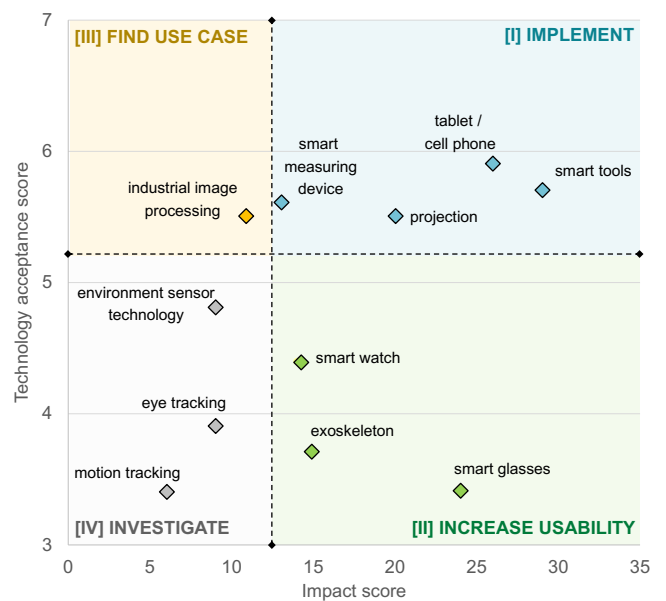 7
[III] FIND USE CASE
[I] IMPLEMENT
tablet /
cell phone
smart
measuring
device
6
smart tools
industrial image
processing
projection
Technology acceptance score
5
environment sensor
technology
smart watch
4
eye tracking
exoskeleton
motion tracking
smart glasses
[IV] INVESTIGATE
[II] INCREASE USABILITY
3
0 5 10 15 20 25 30 35
Impact score